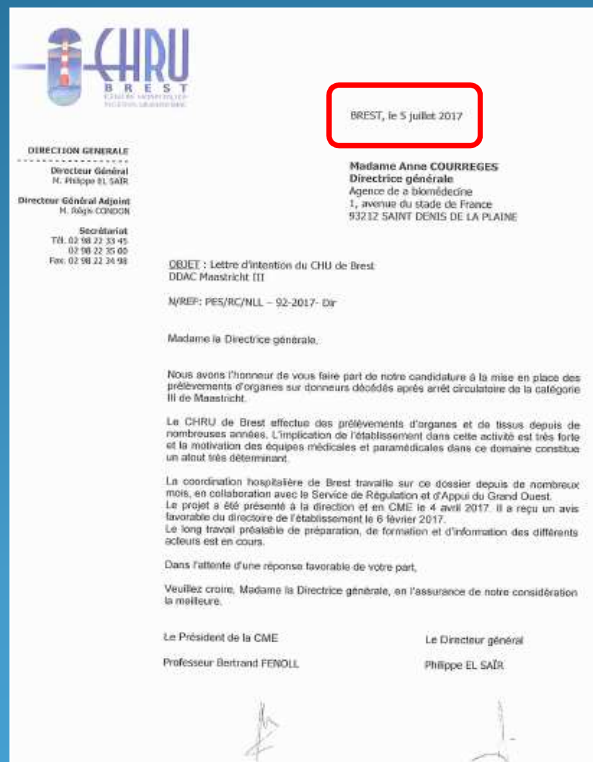 CHRU
BREST
BREST, le 5 juillet 2017
DIRECTION GENERALE
Directeur Général
M. Philippe EL SAÏR
Directeur Général Adjoint
M. Régis CONDON
Secrétariat
Tél. 02 98 22 33 45
02 98 22 35 00
Fax. 02 98 22 34 98
Madame Anne COURREGES
Directrice générale
Agence de a biomédecine
1, avenue du stade de France
93212 SAINT DENIS DE LA PLAINE
OBJET : Lettre d'intention du CHU de Brest
DDAC Maastricht III
N/REF: PES/RC/NLL – 92-2017- Dir
Madame la Directrice générale,
Nous avons l'honneur de vous faire part de notre candidature à la mise en place des
prélèvements d'organes sur donneurs décédés après arrêt circulatoire de la catégorie
III de Maastricht.
Le CHRU de Brest effectue des prélèvements d'organes et de tissus depuis de
nombreuses années. L'implication de l'établissement dans cette activité est très forte
et la motivation des équipes médicales et paramédicales dans ce domaine constitue
un atout très déterminant.
La coordination hospitalière de Brest travaille sur ce dossier depuis de nombreux
mois, en collaboration avec le Service de Régulation et d'Appui du Grand Ouest.
Le projet a été présenté à la direction et en CME le 4 avril 2017. Il a reçu un avis
favorable du directoire de l'établissement le 6 février 2017.
Le long travail préalable de préparation, de formation et d'information des différents
acteurs est en cours.
Dans l'attente d'une réponse favorable de votre part,
Veuillez croire, Madame la Directrice générale, en l'assurance de notre considération
la meilleure.
Le Président de la CME
Le Directeur général
Professeur Bertrand FENOLL
Philippe EL SAÏR